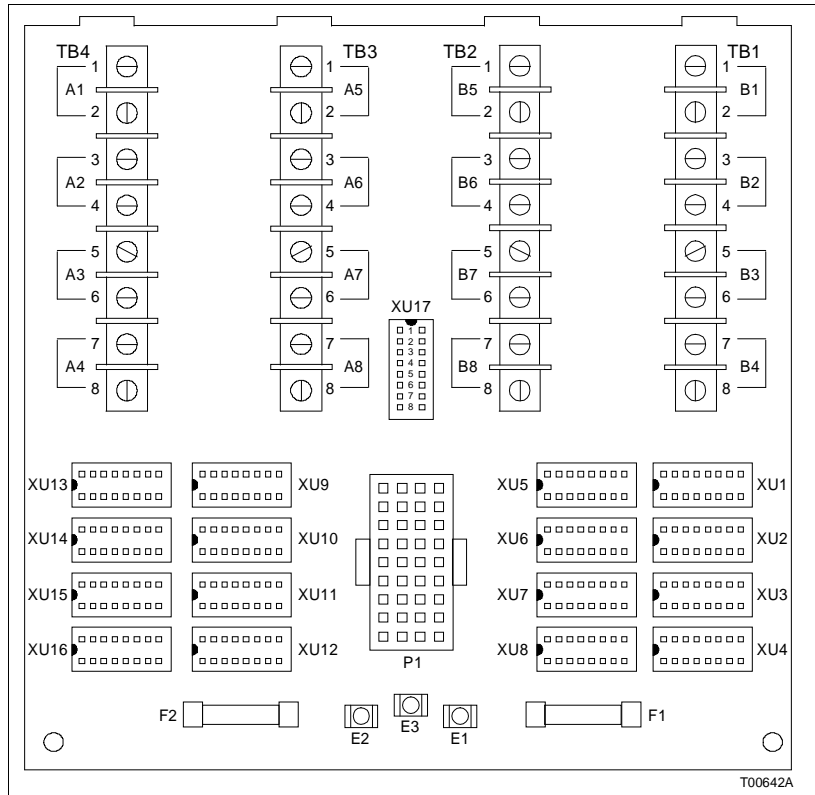 TB4 TB3 TB2 TB1
1 1 1 1
A1 A5 B5 B1
2 2 2 2
3 3 3 3
A2 A6 B6 B2
4 4 4 4
5 5 5 5
A3 A7 B7 B3
6 6 6 6
XU17
1
2
3
4
5
6
7
8
7 7 7 7
A4 A8 B8 B4
8 8 8 8
XU13 XU9 XU5 XU1
XU14 XU10 XU6 XU2
XU15 XU11 XU7 XU3
XU16 XU12 XU8 XU4
P1
F2 E2 E3 E1 F1
T00642A